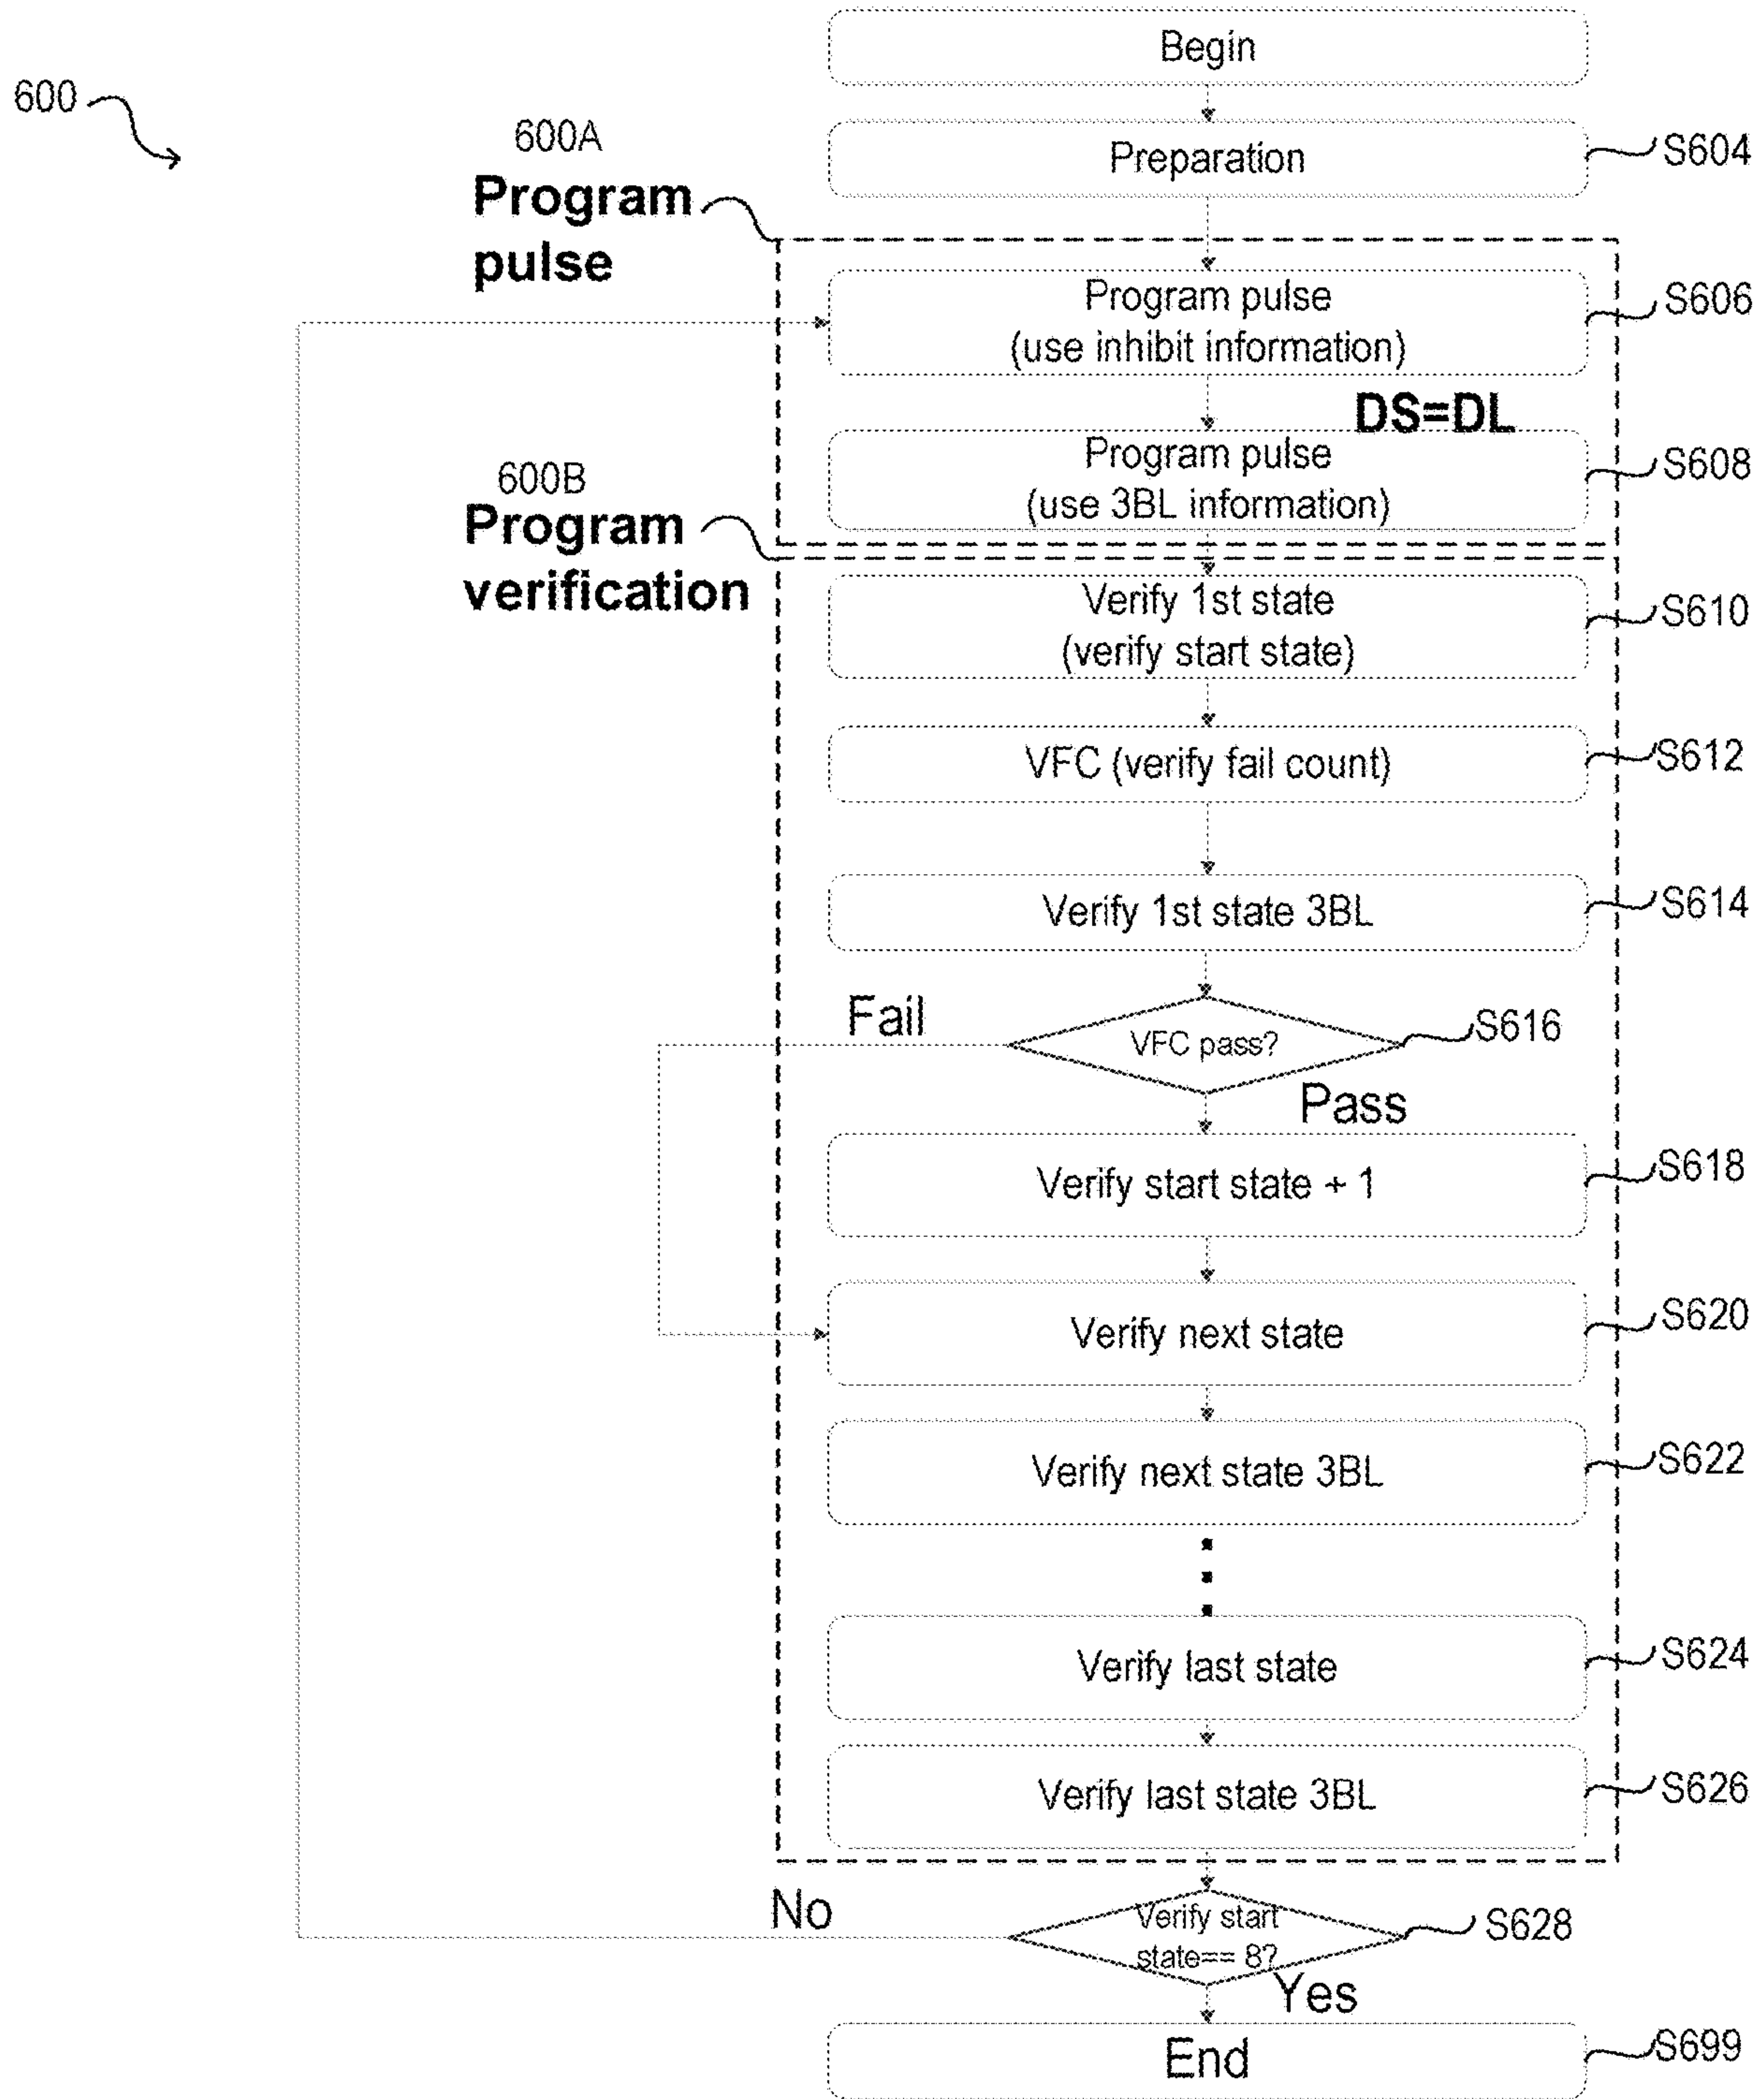 Begin
600
600A
Preparation
S604
Program
pulse
Program pulse
(use inhibit information)
S606
DS=DL
Program pulse
(use 3BL information)
S608
600B
Program
verification
Verify 1st state
(verify start state)
S610
VFC (verify fail count)
S612
Verify 1st state 3BL
S614
Fail
VFC pass?
S616
Pass
Verify start state + 1
S618
Verify next state
S620
Verify next state 3BL
S622
Verify last state
S624
Verify last state 3BL
S626
No
Verify start
state== 8?
S628
Yes
End
S699